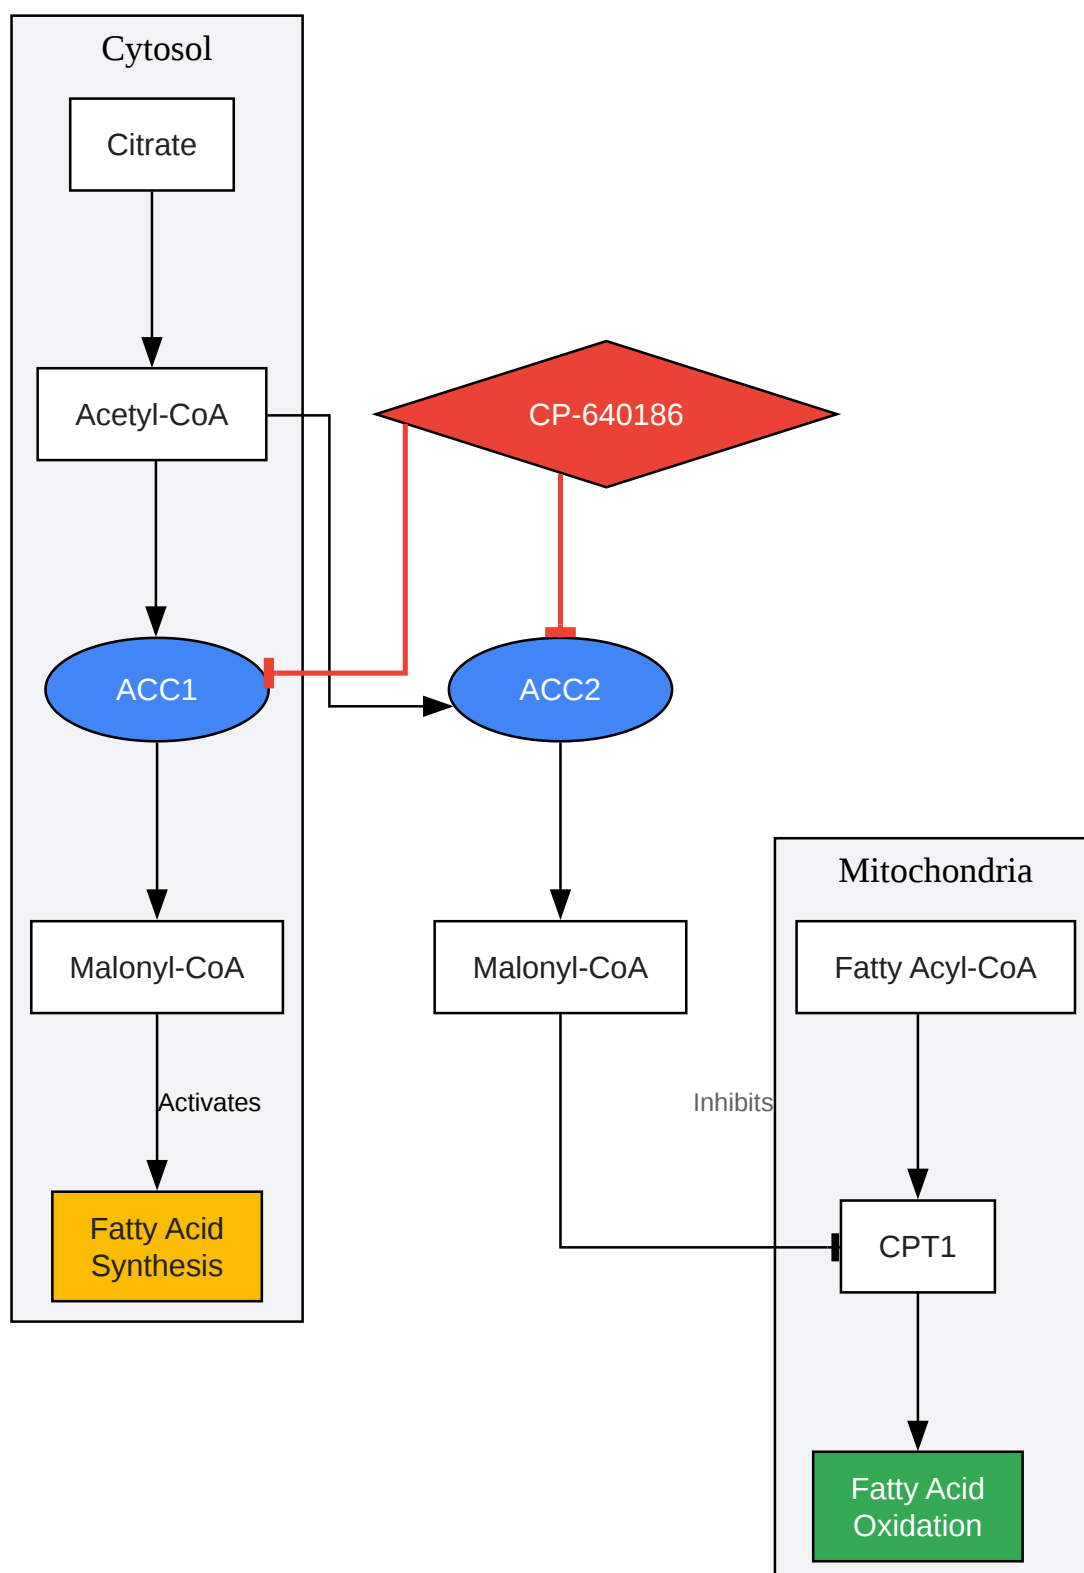 Cytosol
Citrate
Acetyl-CoA
CP-640186
ACC1
ACC2
Mitochondria
Malonyl-CoA
Malonyl-CoA
Fatty Acyl-CoA
Activates
Inhibits
Fatty Acid
Synthesis
CPT1
Fatty Acid
Oxidation